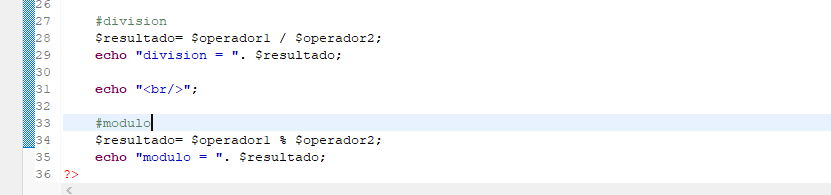 26
27 #division
28 $resultado= $operador1 / $operador2;
29 echo "division = ". $resultado;
30
31 echo "<br/>";
32
33 #modulo
34 $resultado= $operador1 % $operador2;
35 echo "modulo = ". $resultado;
36 ?>